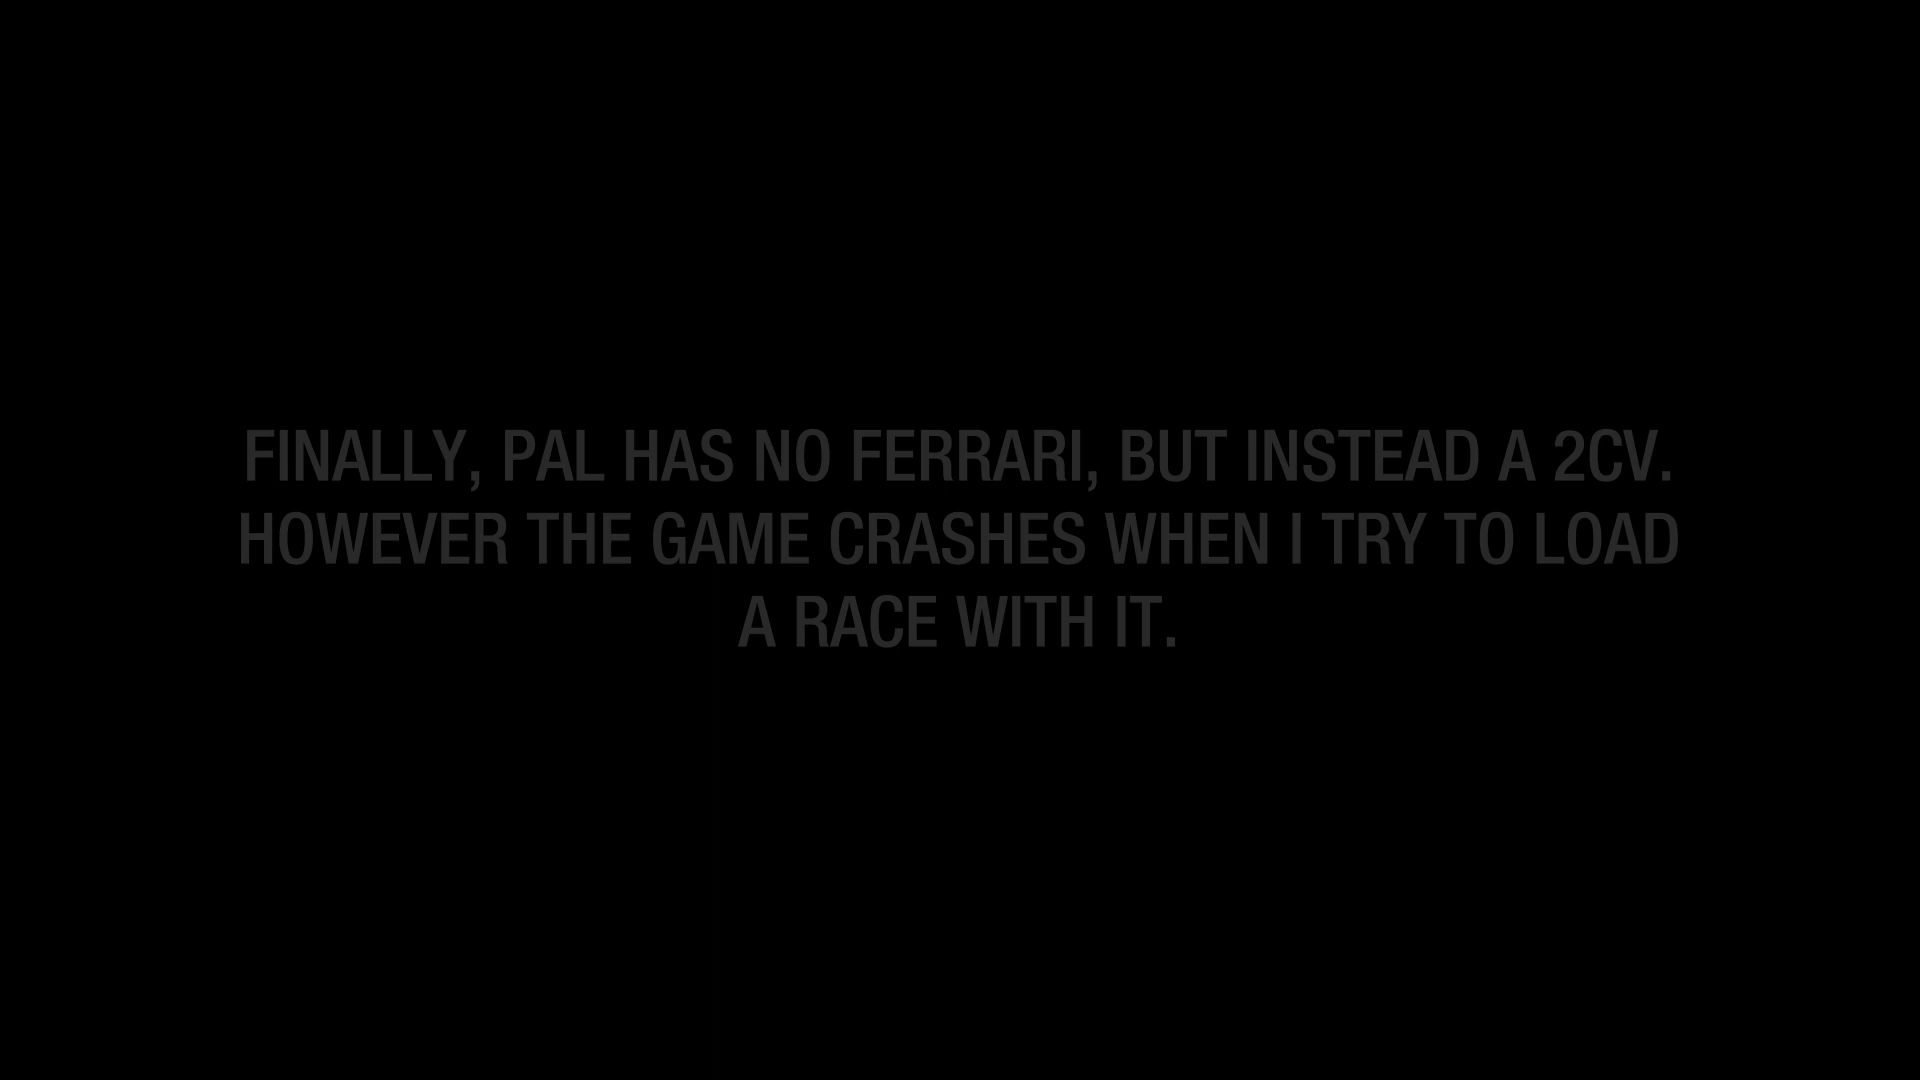 FINALLY, PAL HAS NO FERRARI, BUT INSTEAD A 2CV.
HOWEVER THE GAME CRASHES WHEN I TRY TO LOAD
A RACE WITH IT.